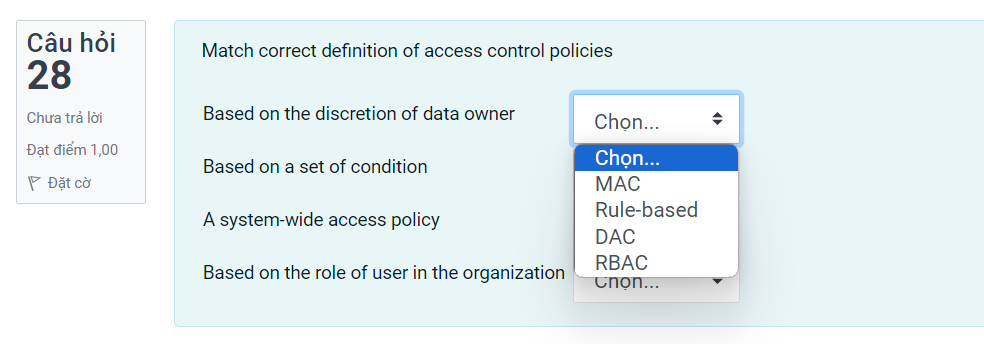 Câu hỏi
28
Chưa trả lời
Đạt điểm 1,00
Đặt cờ
Match correct definition of access control policies
Based on the discretion of data owner
Chọn...
Chọn...
MAC
Rule-based
DAC
RBAC
Based on a set of condition
A system-wide access policy
Based on the role of user in the organization
Chọn...